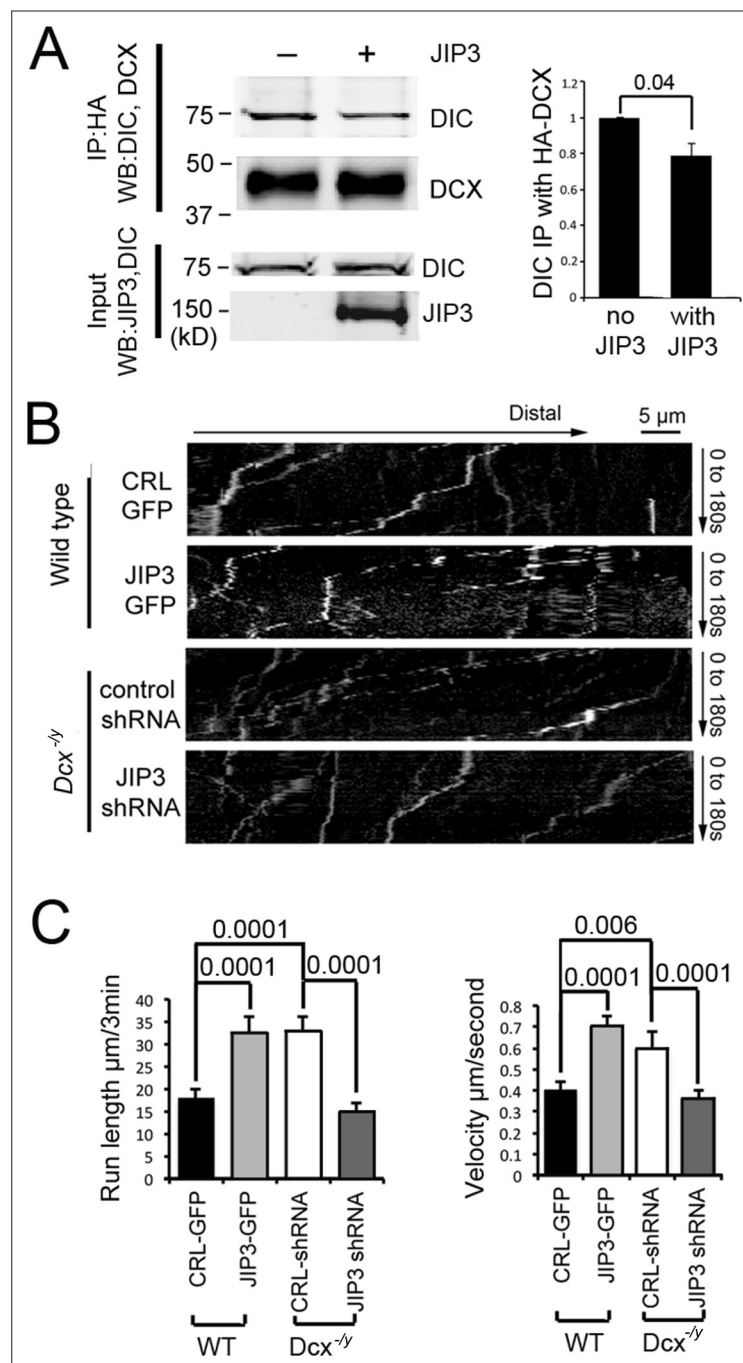 A
IP:HA
WB:DIC, DCX
Input
WB:JIP3,DIC
– + JIP3
75
DIC
50
DCX
37
75
DIC
150
(kD)
JIP3
DIC IP with HA-DCX
0.04
1.2
1
0.8
0.6
0.4
0.2
0
no JIP3
with JIP3
B
Distal
5 µm
Wild type
CRL
GFP
0 to 180s
JIP3
GFP
0 to 180s
Dcx-/y
control
shRNA
0 to 180s
JIP3
shRNA
0 to 180s
C
Run length µm/3min
0.0001
0.0001
0.0001
40
35
30
25
20
15
10
5
0
CRL-GFP
JIP3-GFP
CRL-shRNA
JIP3 shRNA
WT
Dcx-/y
Velocity µm/second
0.006
0.0001
0.0001
0.8
0.7
0.6
0.5
0.4
0.3
0.2
0.1
0
CRL-GFP
JIP3-GFP
CRL-shRNA
JIP3 shRNA
WT
Dcx-/y